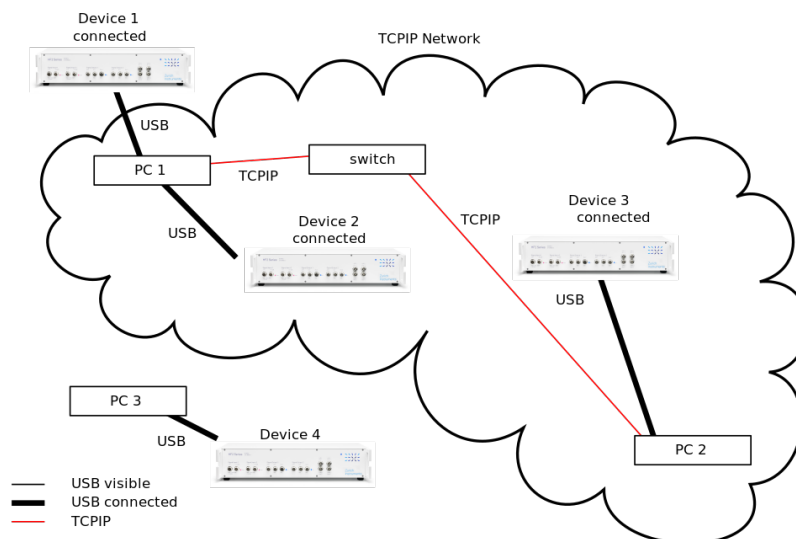 Device 1
connected
TCPIP Network
USB
PC 1
switch
TCPIP
USB
Device 2
connected
TCPIP
Device 3
connected
USB
PC 3
USB
Device 4
PC 2
USB visible
USB connected
TCPIP